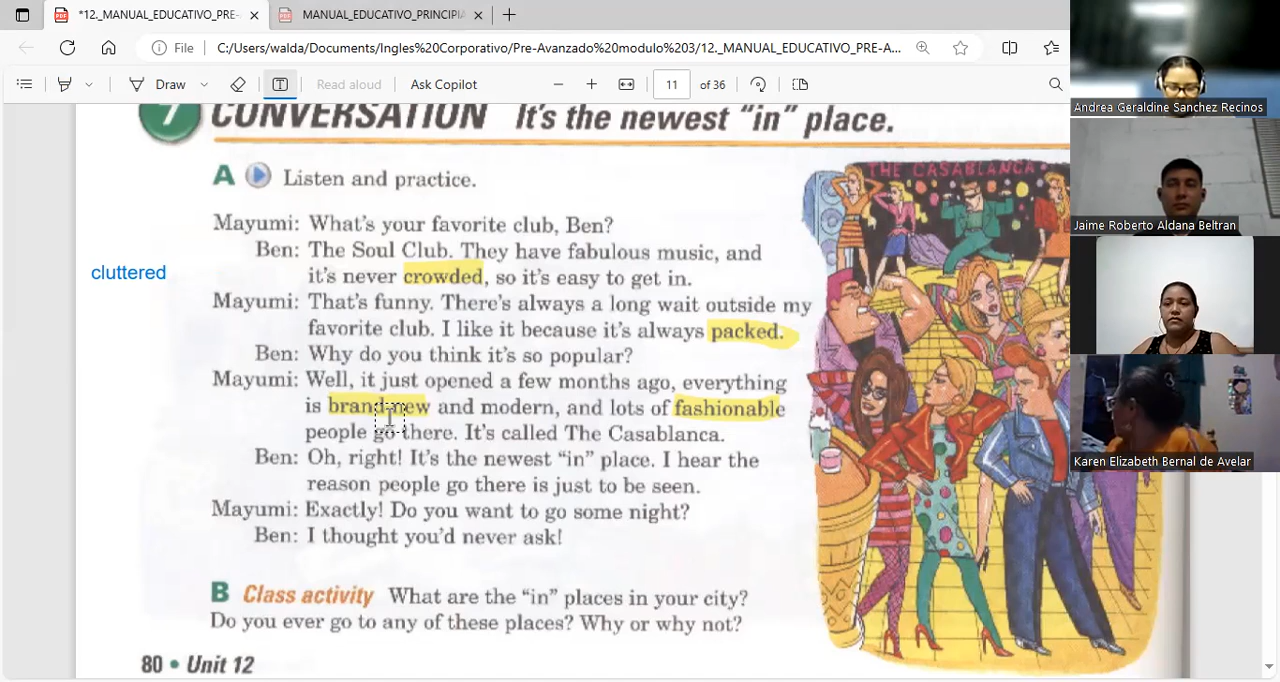 *12._MANUAL_EDUCATIVO_PRE-
MANUAL_EDUCATIVO_PRINCIPIA
File
C:/Users/walda/Documents/Ingles%20Corporativo/Pre-Avanzado%20modulo%203/12._MANUAL_EDUCATIVO_PRE-A...
Draw
Read aloud
Ask Copilot
11 of 36
7 CONVERSATION It's the newest "in" place.
A Listen and practice.
Mayumi: What's your favorite club, Ben?
Ben: The Soul Club. They have fabulous music, and
it's never crowded, so it's easy to get in.
cluttered
Mayumi: That's funny. There's always a long wait outside my
favorite club. I like it because it's always packed.
Ben: Why do you think it's so popular?
Mayumi: Well, it just opened a few months ago, everything
is brand-new and modern, and lots of fashionable
people go there. It's called The Casablanca.
Ben: Oh, right! It's the newest "in" place. I hear the
reason people go there is just to be seen.
Mayumi: Exactly! Do you want to go some night?
Ben: I thought you'd never ask!
B Class activity What are the "in" places in your city?
Do you ever go to any of these places? Why or why not?
80 • Unit 12
THE CASABLANCA
Andrea Geraldine Sanchez Recinos
Jaime Roberto Aldana Beltran
Karen Elizabeth Bernal de Avelar